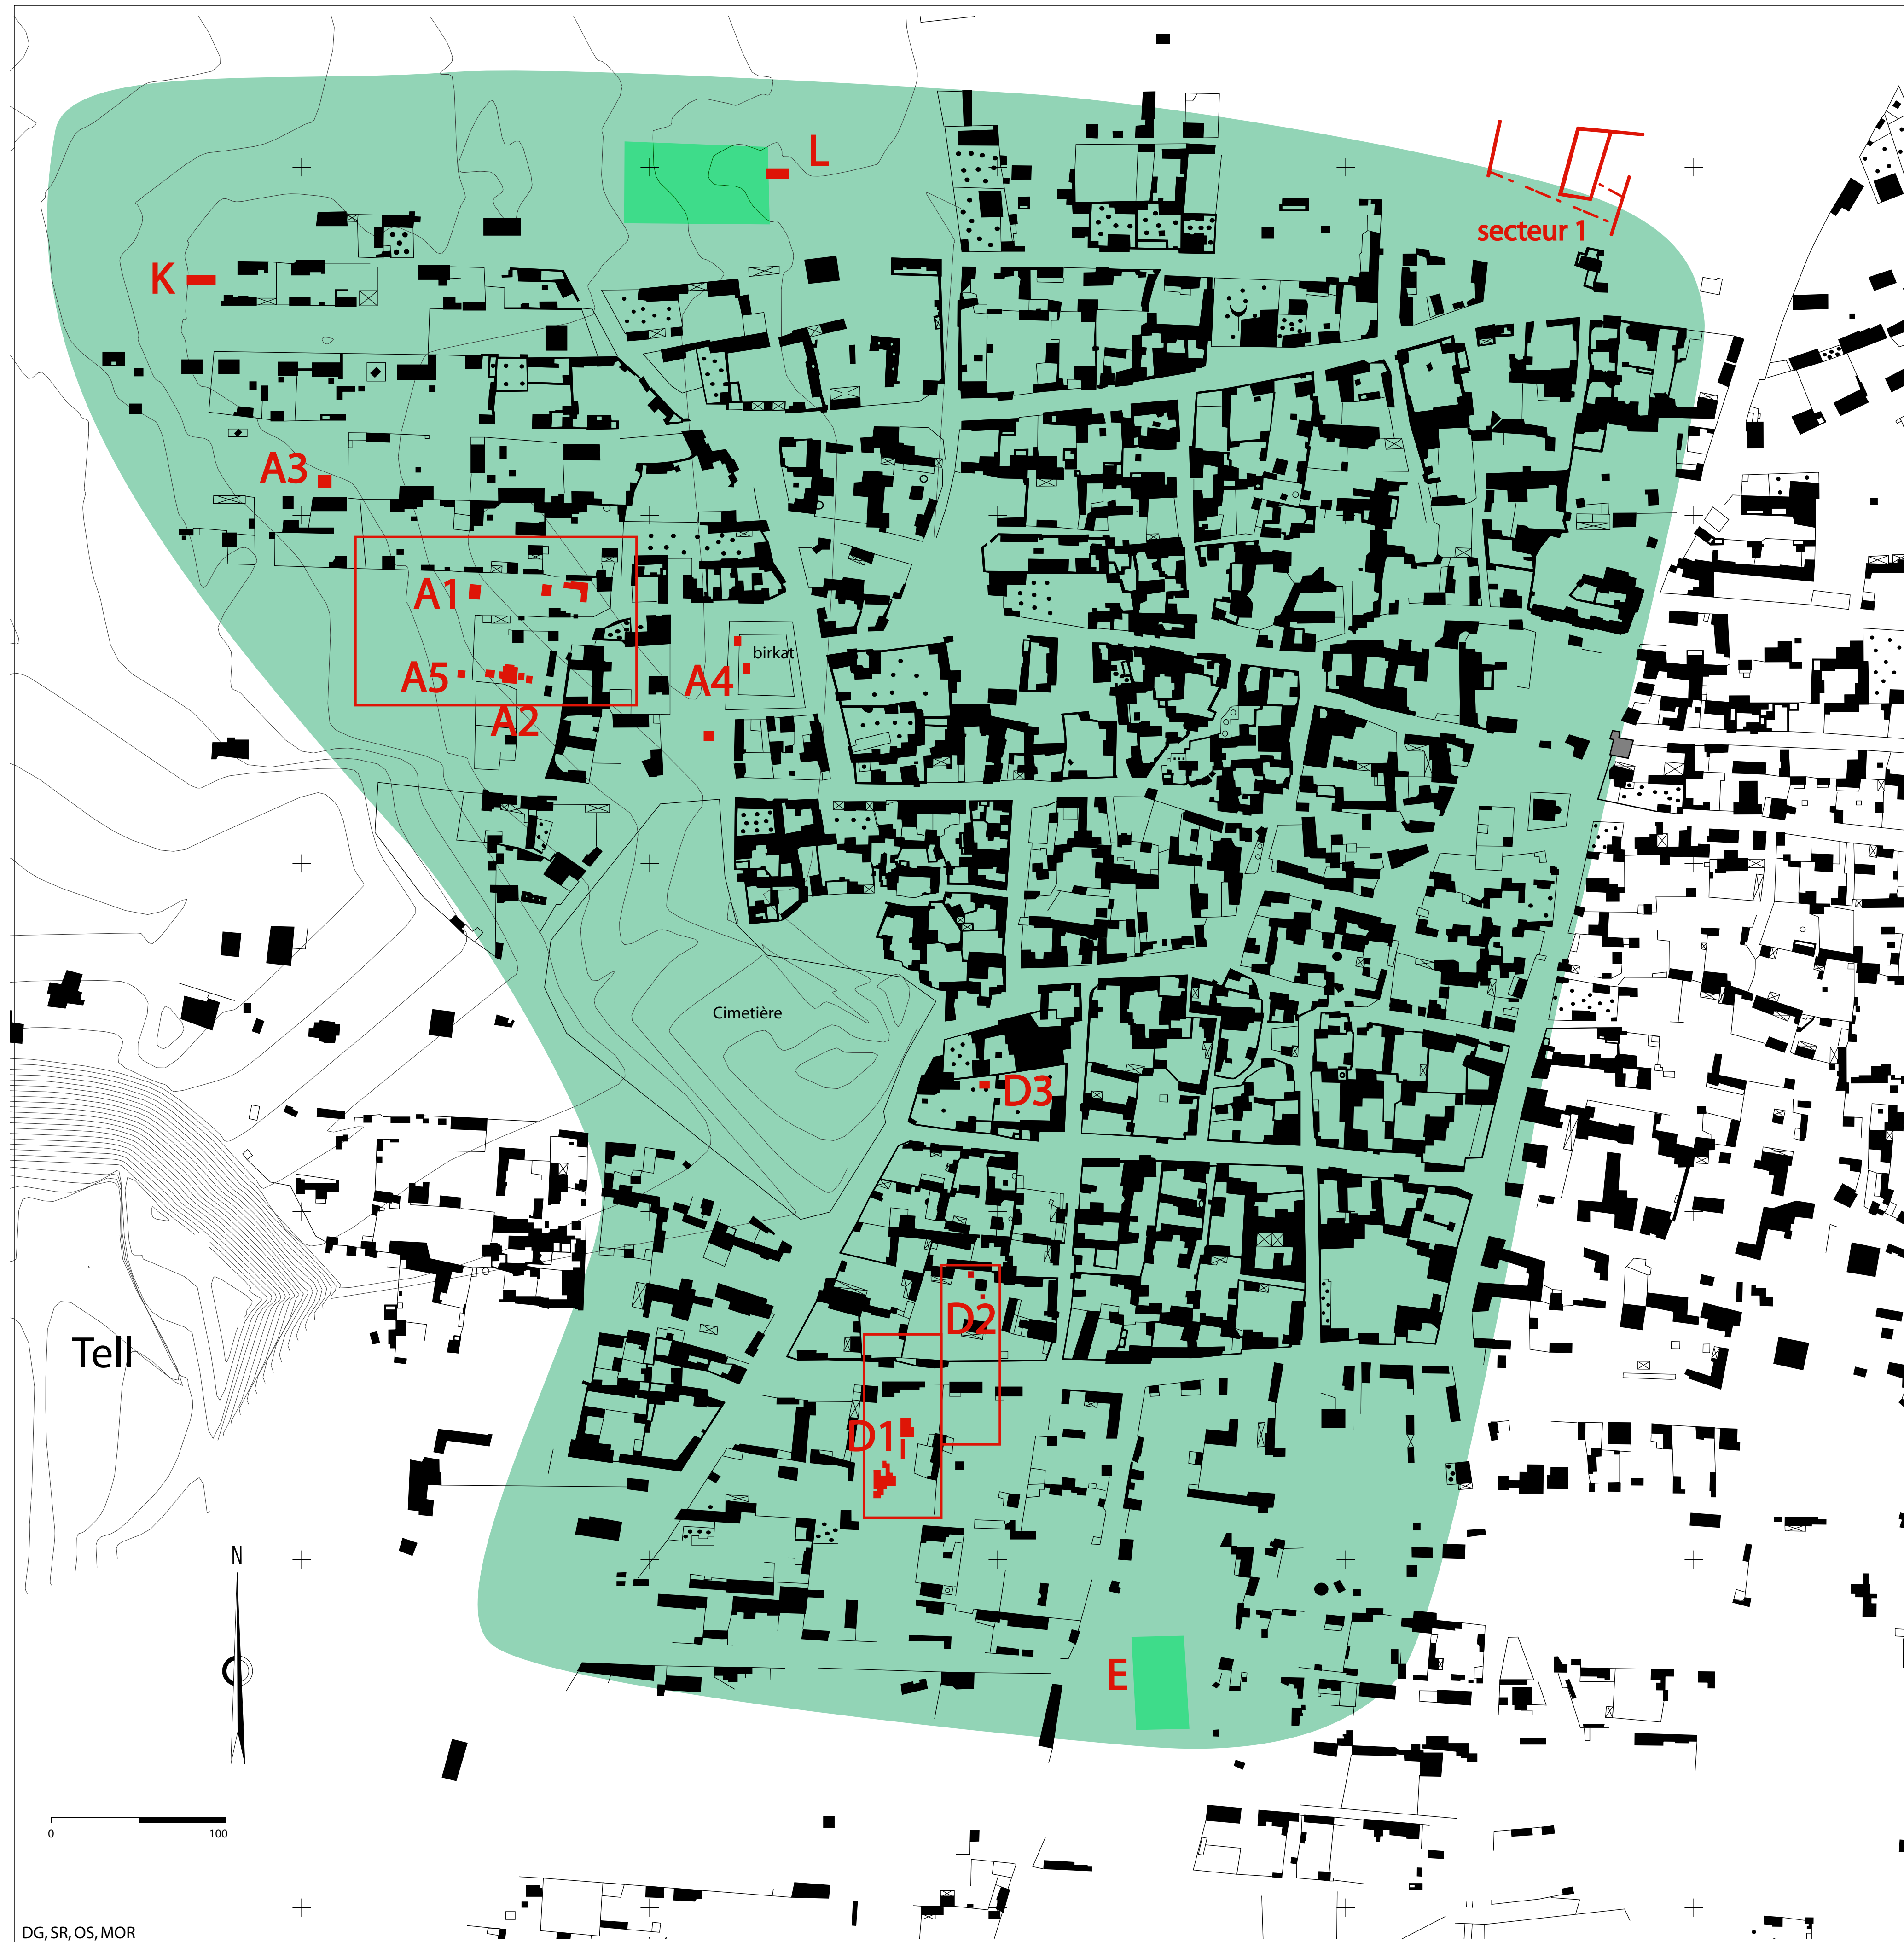 L
secteur 1
K
A3
A1
birkat
A5
A4
A2
Cimetière
D3
D2
Tell
D1
N
E
0 100
DG, SR, OS, MOR